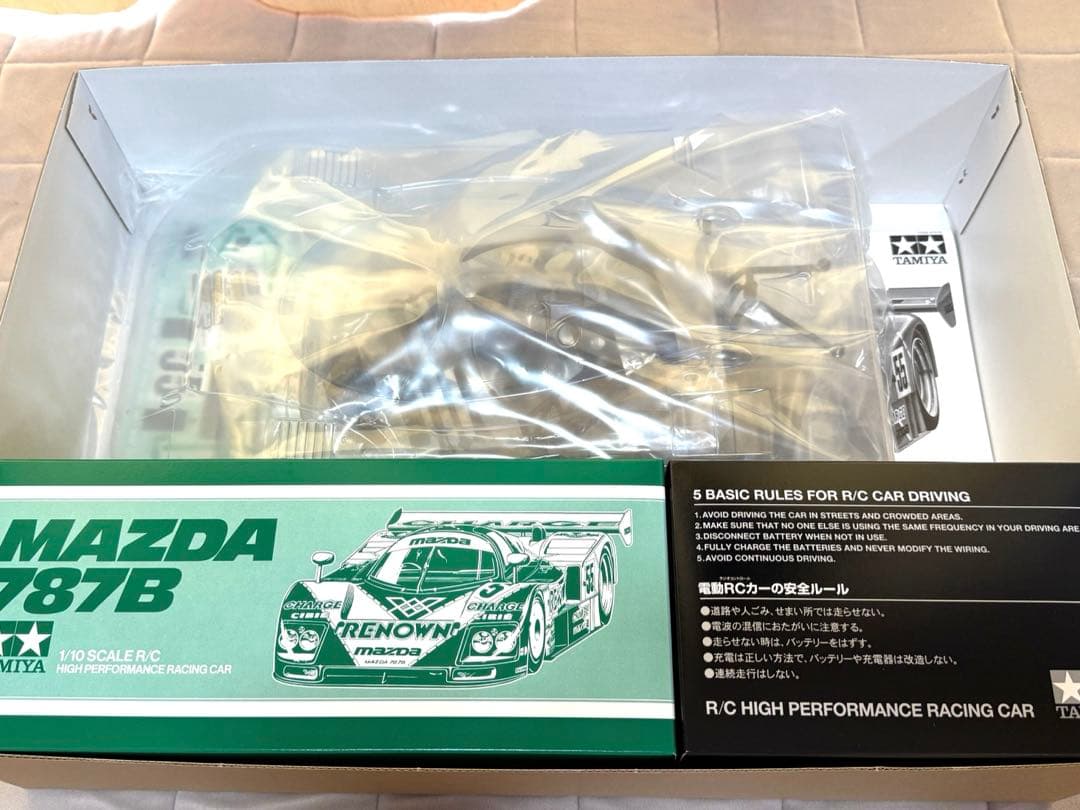 TAMIYA
55
MAZDA
787B
1/10 SCALE R/C
HIGH PERFORMANCE RACING CAR
CHARGE
mazda
55
CHARGE
CIBIE
CHARGE
CIBIE
RENOWN
mazda
MAZDA 787B
5 BASIC RULES FOR R/C CAR DRIVING
1.AVOID DRIVING THE CAR IN STREETS AND CROWDED AREAS.
2.MAKE SURE THAT NO ONE ELSE IS USING THE SAME FREQUENCY IN YOUR DRIVING ARE
3.DISCONNECT BATTERY WHEN NOT IN USE.
4.FULLY CHARGE THE BATTERIES AND NEVER MODIFY THE WIRING.
5.AVOID CONTINUOUS DRIVING.
電動RCカーの安全ルール
●道路や人ごみ、せまい所では走らせない。
●電波の混信におたがいに注意する。
●走らせない時は、バッテリーをはずす。
●充電は正しい方法で、バッテリーや充電器は改造しない。
●連続走行はしない。
R/C HIGH PERFORMANCE RACING CAR